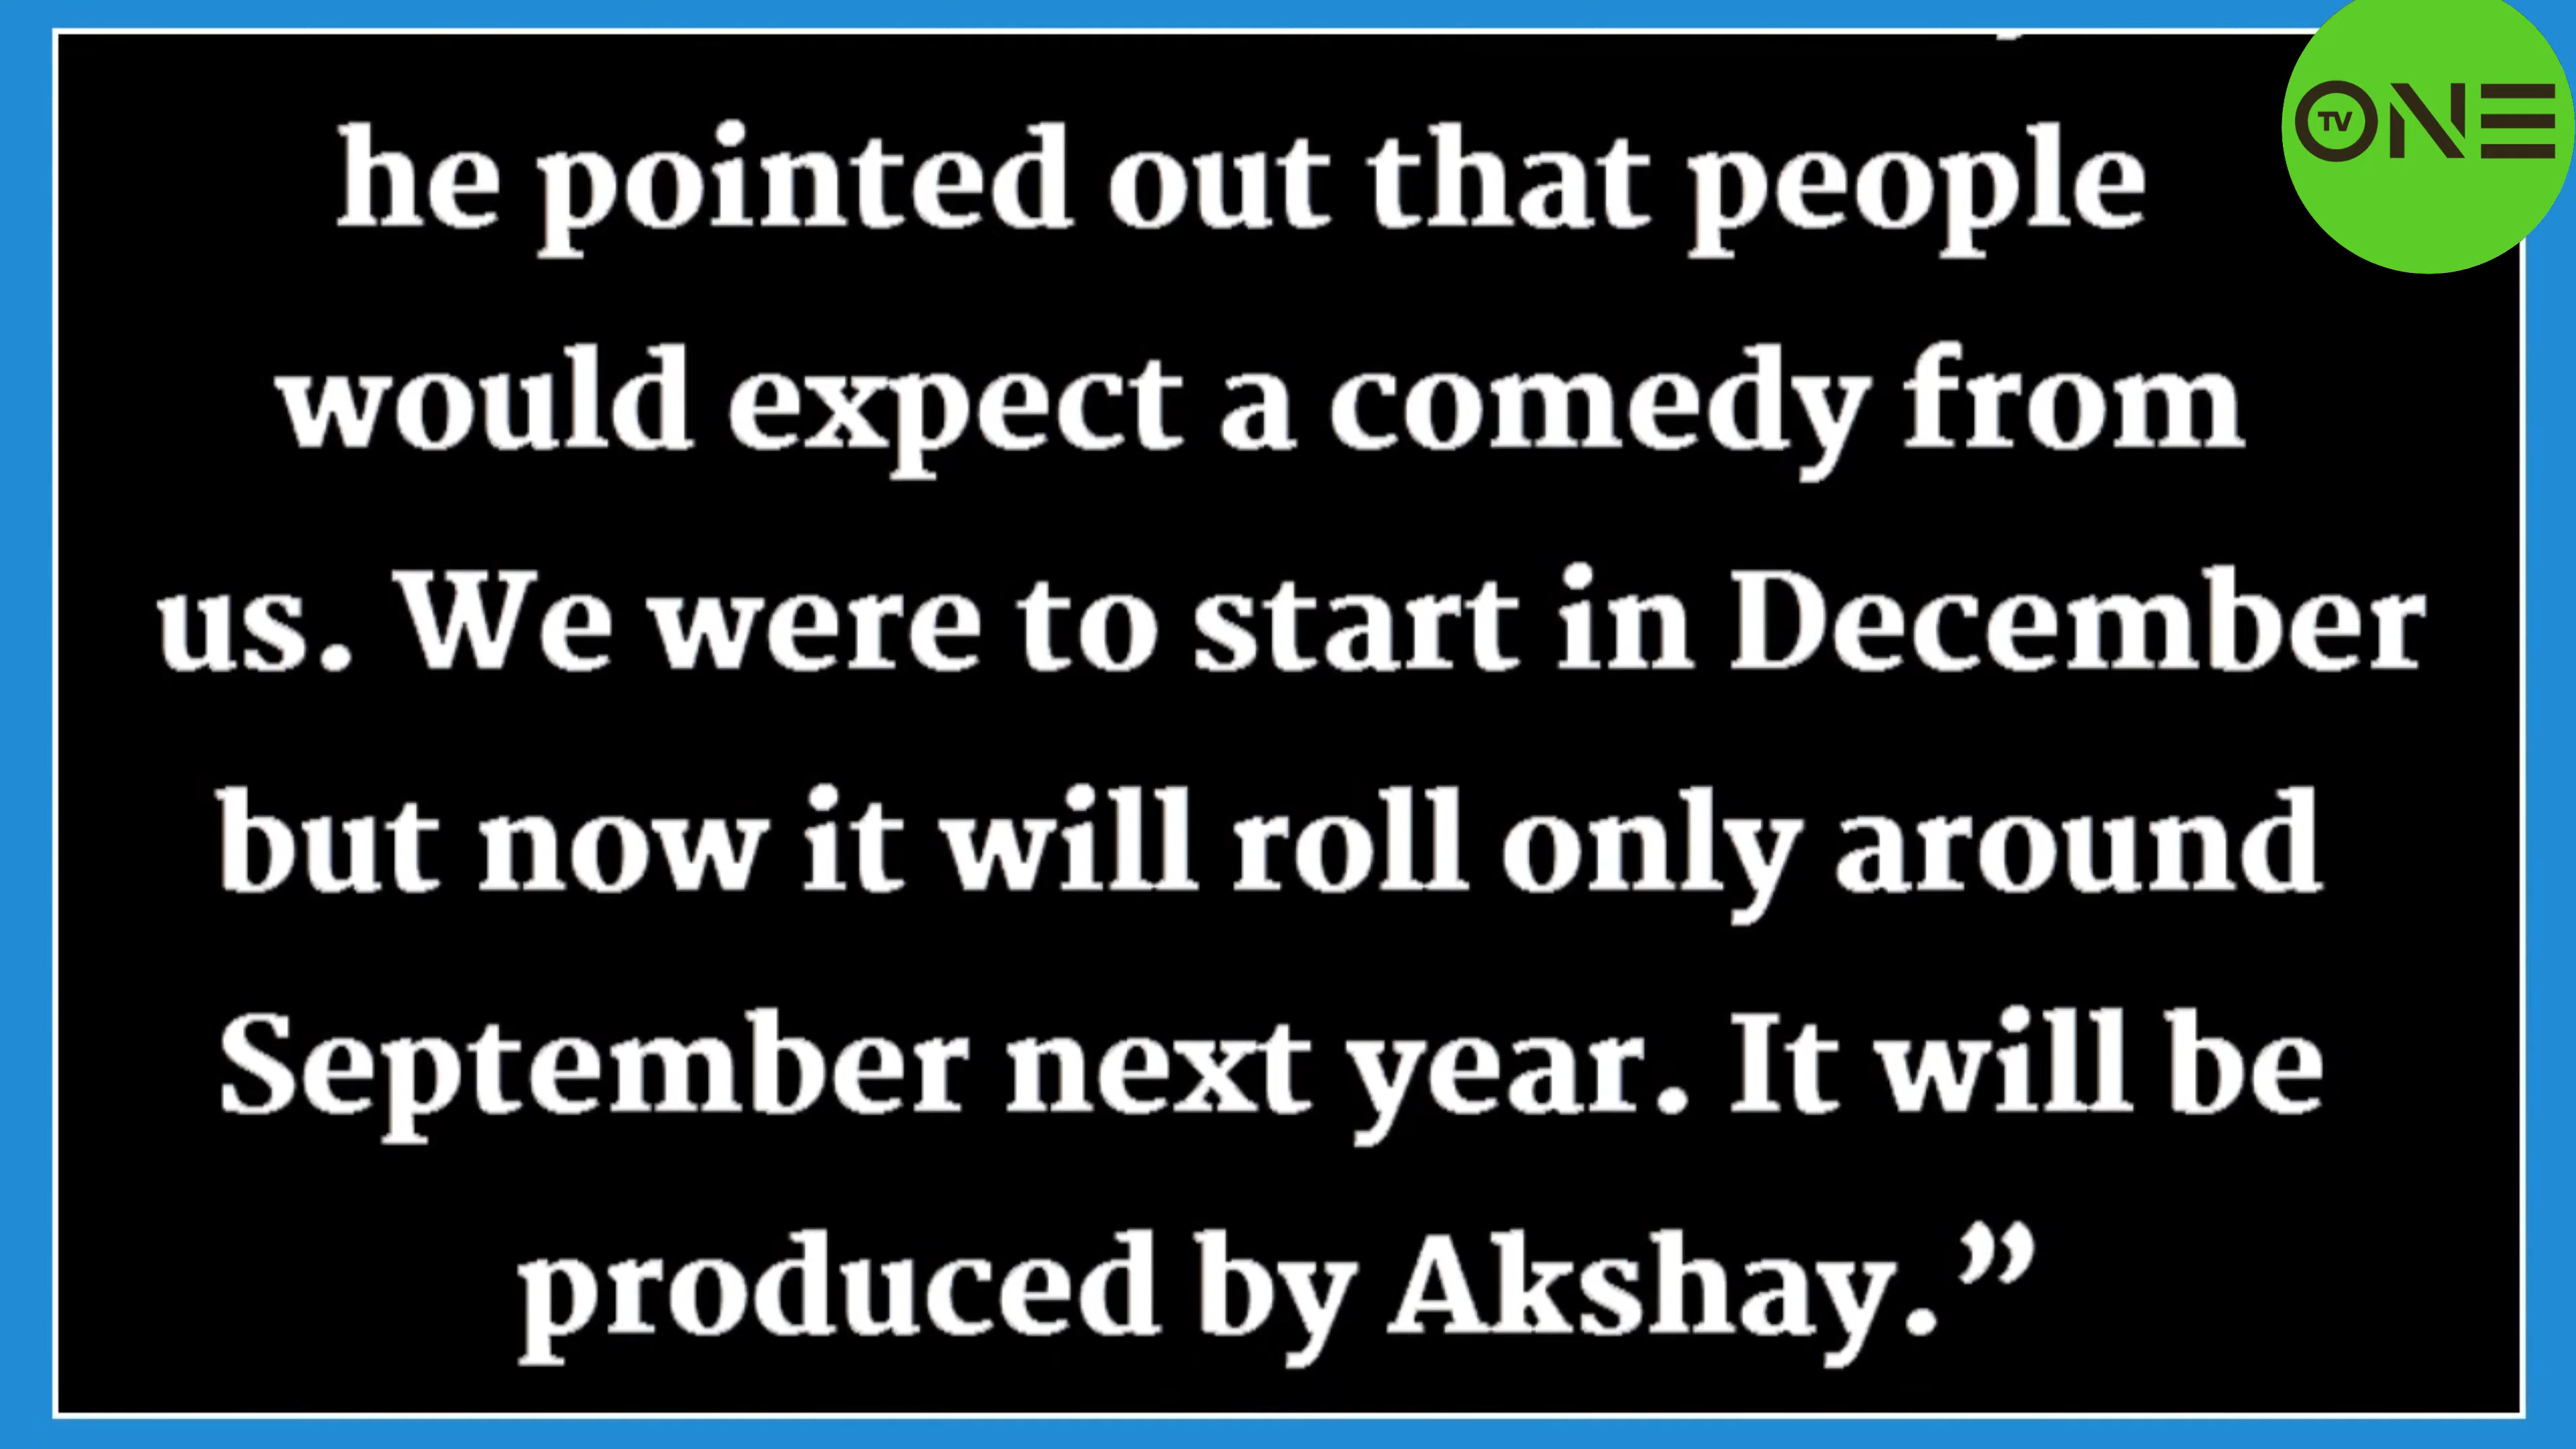 TV ONE
he pointed out that people
would expect a comedy from
us. We were to start in December
but now it will roll only around
September next year. It will be
produced by Akshay.”